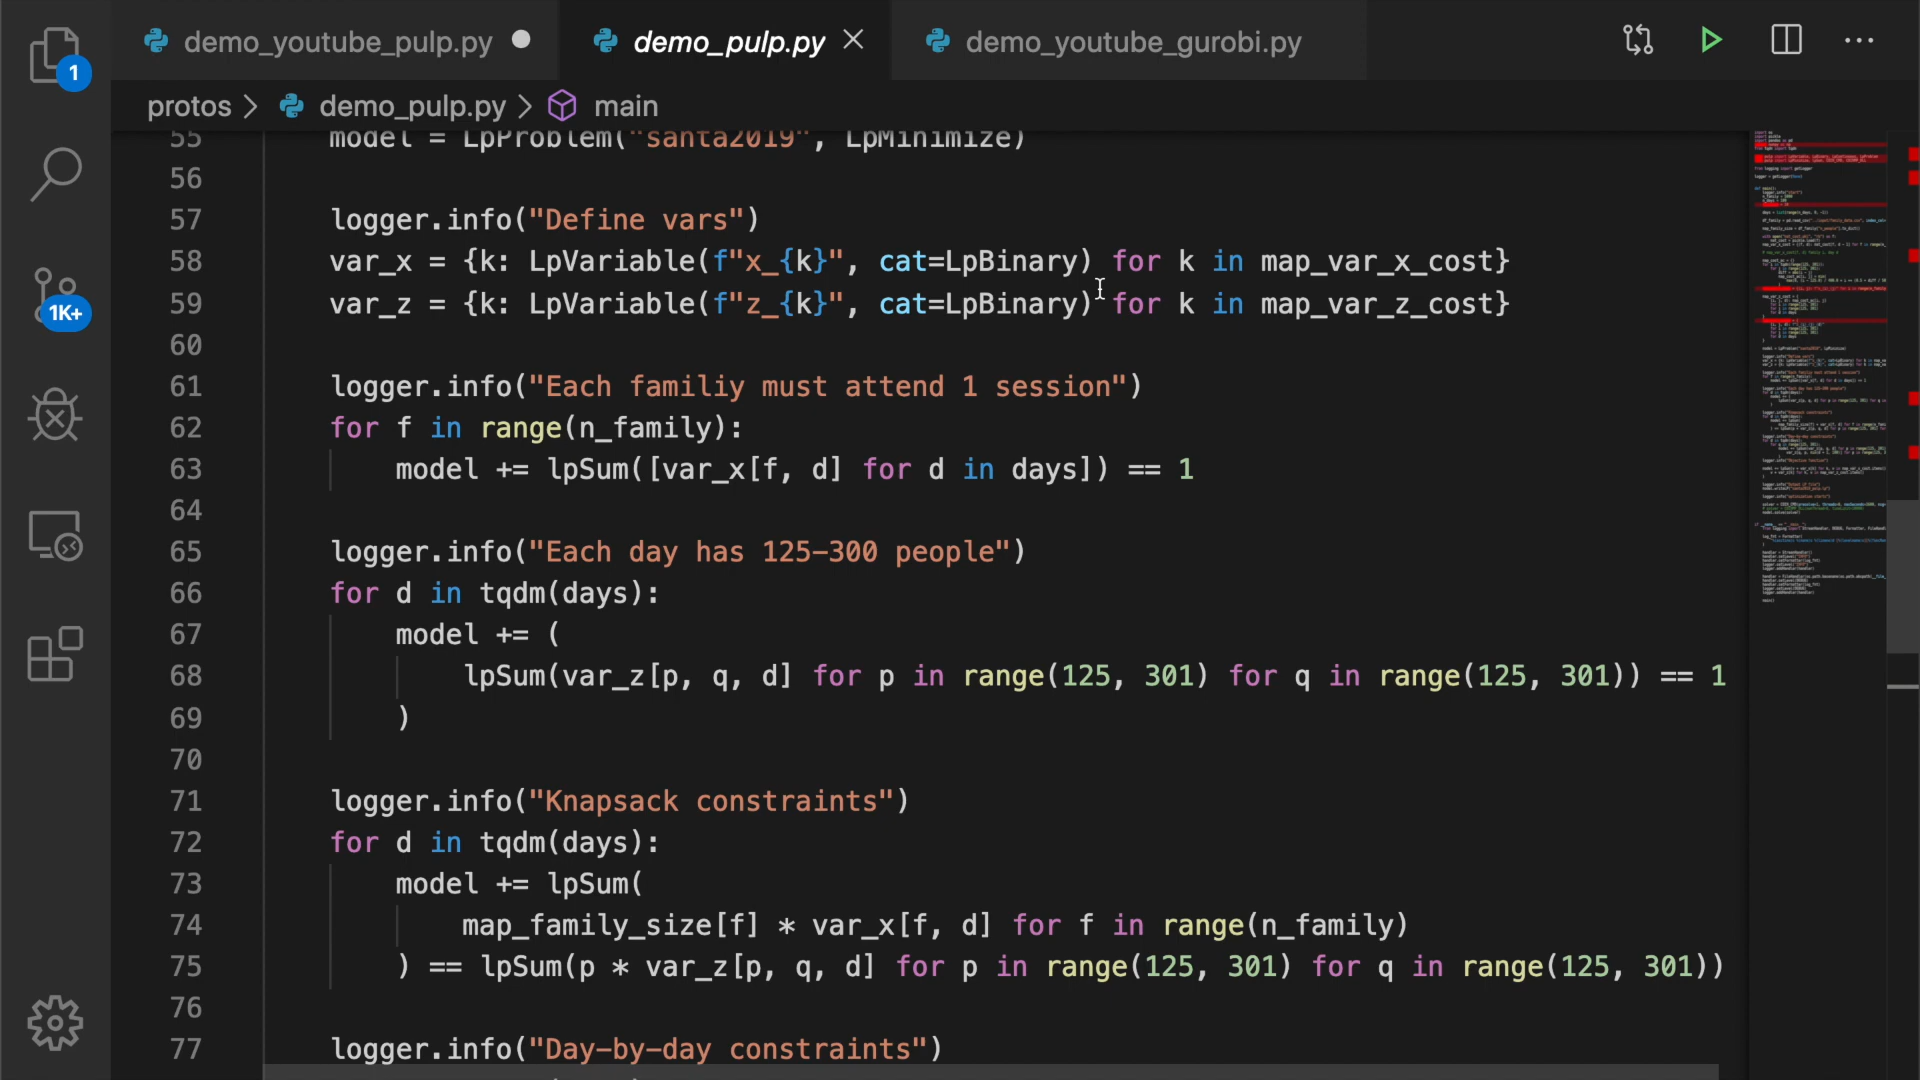 demo_youtube_pulp.py demo_pulp.py demo_youtube_gurobi.py
1
protos > demo_pulp.py > main
55 model = LpProblem("santa2019", LpMinimize)
56
57 logger.info("Define vars")
58 var_x = {k: LpVariable(f"x_{k}", cat=LpBinary) for k in map_var_x_cost}
59 var_z = {k: LpVariable(f"z_{k}", cat=LpBinary) for k in map_var_z_cost}
1K+
60
61 logger.info("Each familiy must attend 1 session")
62 for f in range(n_family):
63 model += lpSum([var_x[f, d] for d in days]) == 1
64
65 logger.info("Each day has 125-300 people")
66 for d in tqdm(days):
67 model += (
68 lpSum(var_z[p, q, d] for p in range(125, 301) for q in range(125, 301)) == 1
69 )
70
71 logger.info("Knapsack constraints")
72 for d in tqdm(days):
73 model += lpSum(
74 map_family_size[f] * var_x[f, d] for f in range(n_family)
75 ) == lpSum(p * var_z[p, q, d] for p in range(125, 301) for q in range(125, 301))
76
77 logger.info("Day-by-day constraints")